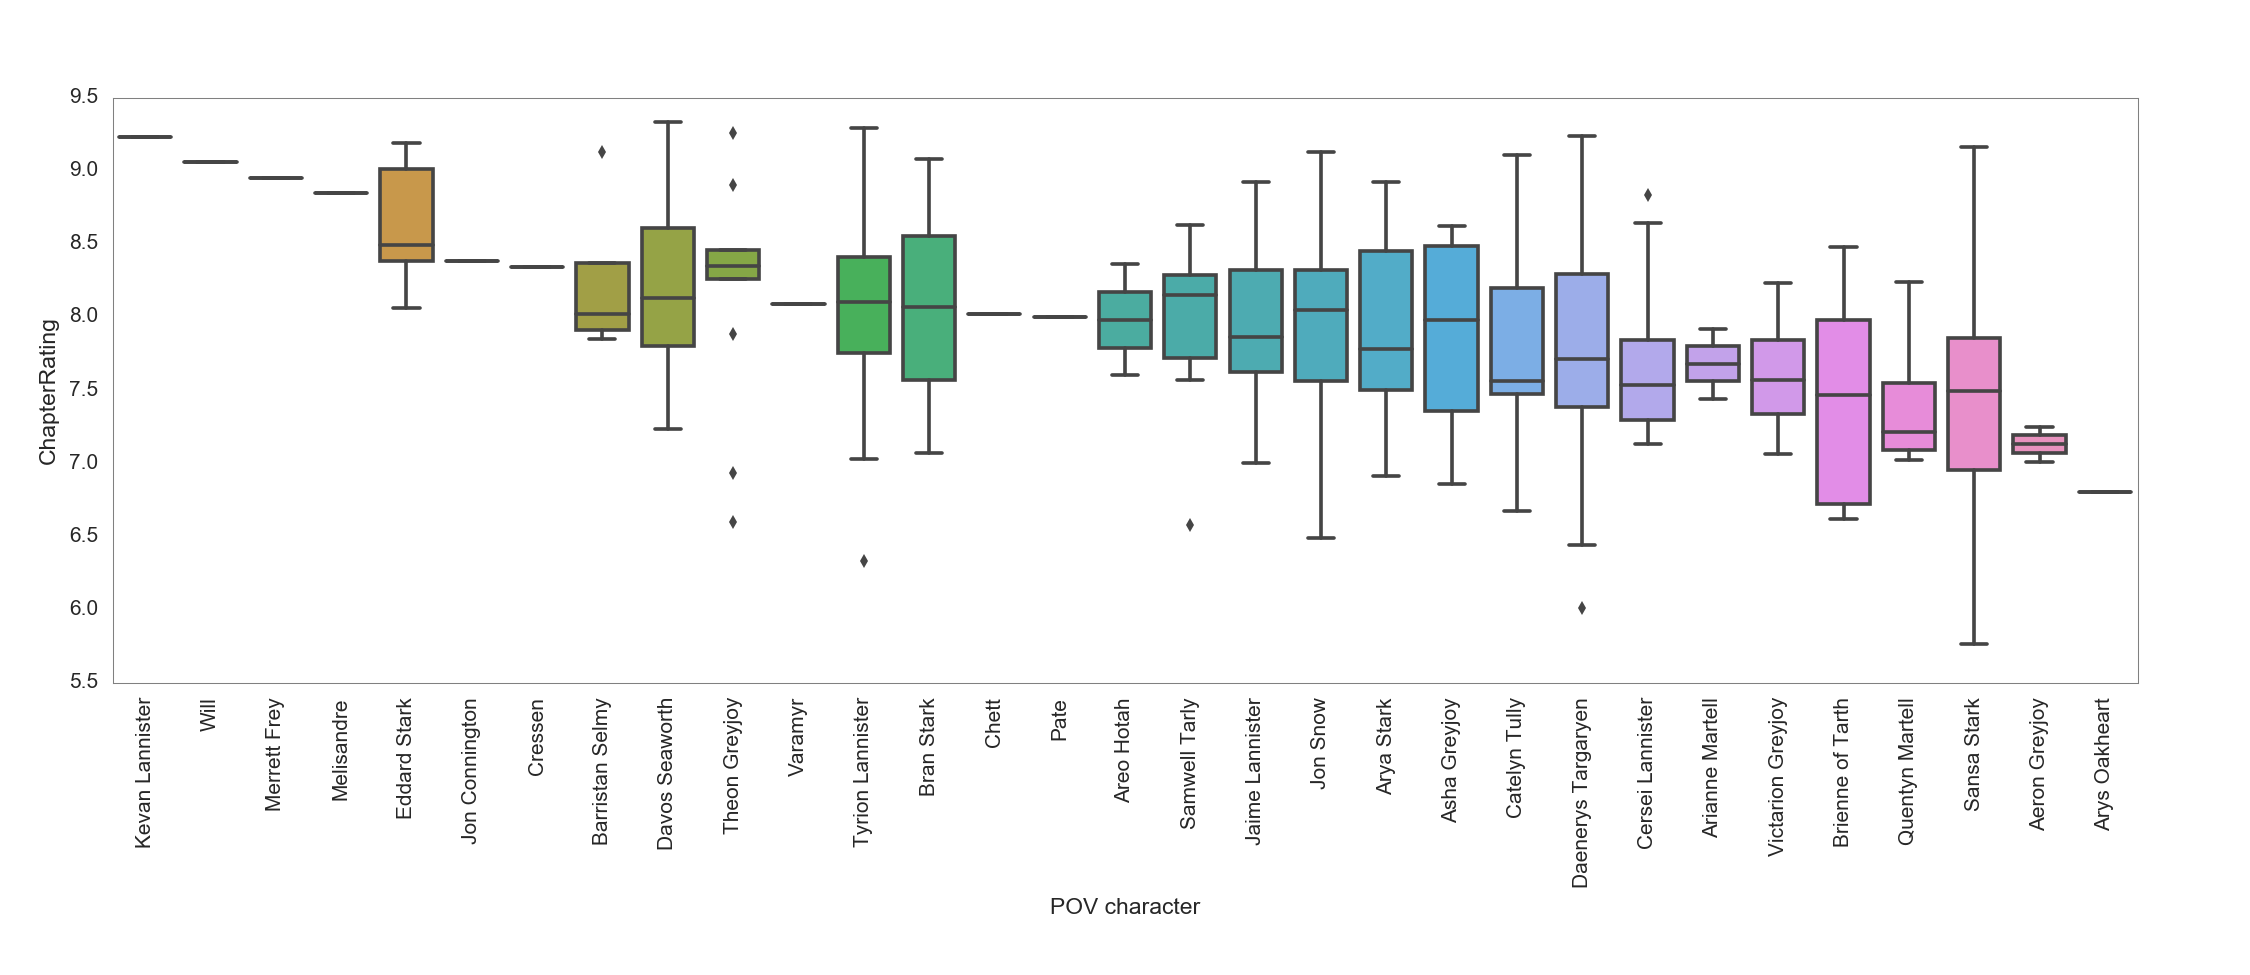 9.5
9.0
8.5
8.0
7.5
7.0
6.5
6.0
5.5
ChapterRating
Kevan Lannister
Will
Merrett Frey
Melisandre
Eddard Stark
Jon Connington
Cressen
Barristan Selmy
Davos Seaworth
Theon Greyjoy
Varamyr
Tyrion Lannister
Bran Stark
Chett
Pate
Areo Hotah
Samwell Tarly
Jaime Lannister
Jon Snow
Arya Stark
Asha Greyjoy
Catelyn Tully
Daenerys Targaryen
Cersei Lannister
Arianne Martell
Victarion Greyjoy
Brienne of Tarth
Quentyn Martell
Sansa Stark
Aeron Greyjoy
Arys Oakheart
POV character